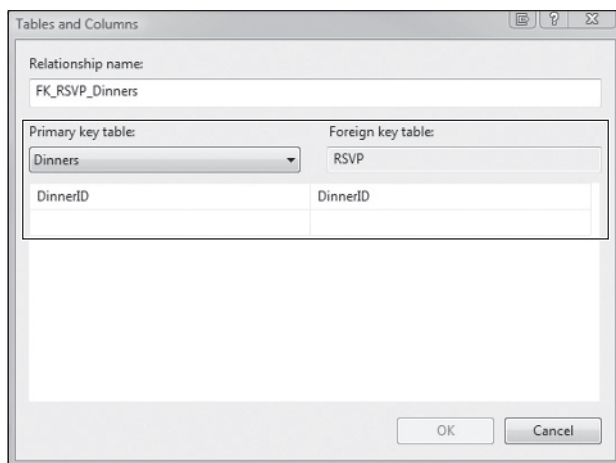 Tables and Columns
Relationship name:
FK_RSVP_Dinners
Primary key table:
Foreign key table:
Dinners
RSVP
DinnerID
DinnerID
OK
Cancel